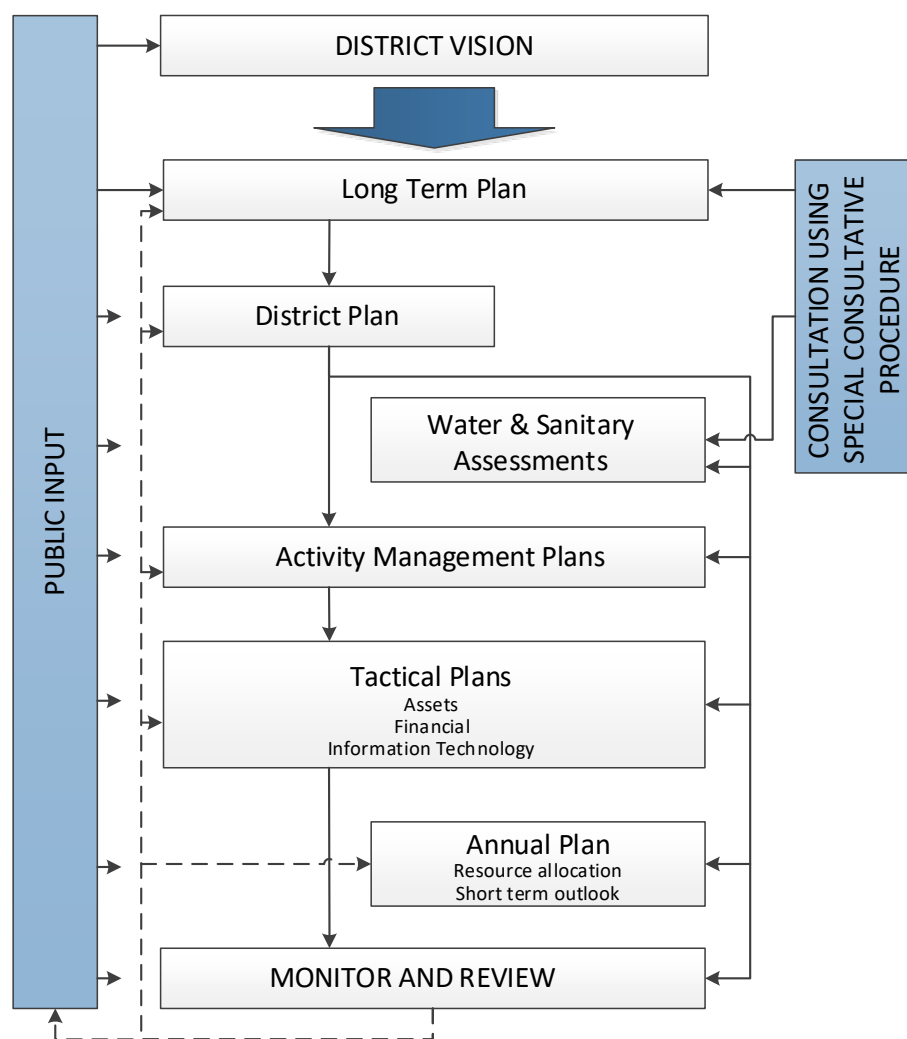 DISTRICT VISION
Long Term Plan
District Plan
Water & Sanitary
Assessments
Activity Management Plans
Tactical Plans
Assets
Financial
Information Technology
Annual Plan
Resource allocation
Short term outlook
MONITOR AND REVIEW
PUBLIC INPUT
CONSULTATION USING
SPECIAL CONSULTATIVE
PROCEDURE